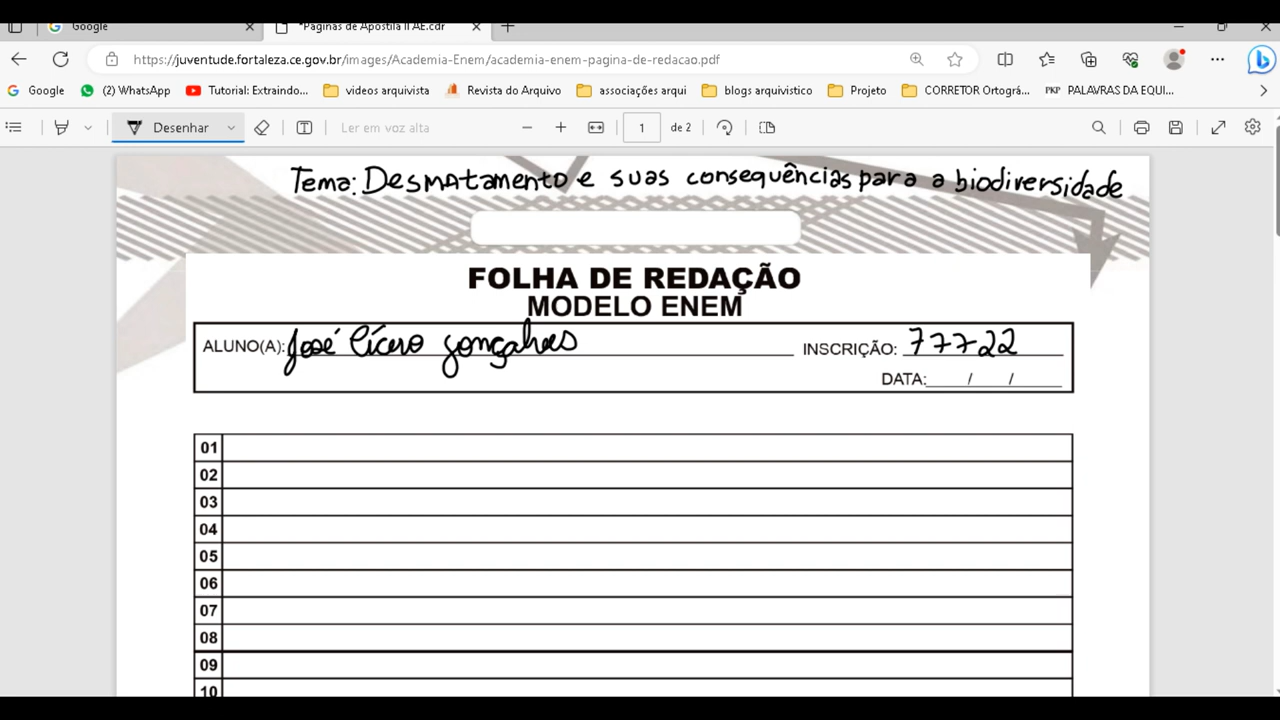 Google
*Paginas de Apostila II AE.cdr
https://juventude.fortaleza.ce.gov.br/images/Academia-Enem/academia-enem-pagina-de-redacao.pdf
Google (2) WhatsApp Tutorial: Extraindo... videos arquivista Revista do Arquivo associações arqui blogs arquivistico Projeto CORRETOR Ortográ... PKP PALAVRAS DA EQUI...
Desenhar Ler em voz alta 1 de 2
Tema: Desmatamento e suas consequências para a biodiversidade
FOLHA DE REDAÇÃO
MODELO ENEM
ALUNO(A): José Cícero gonçalves INSCRIÇÃO: 77722
DATA: / /
01
02
03
04
05
06
07
08
09
10